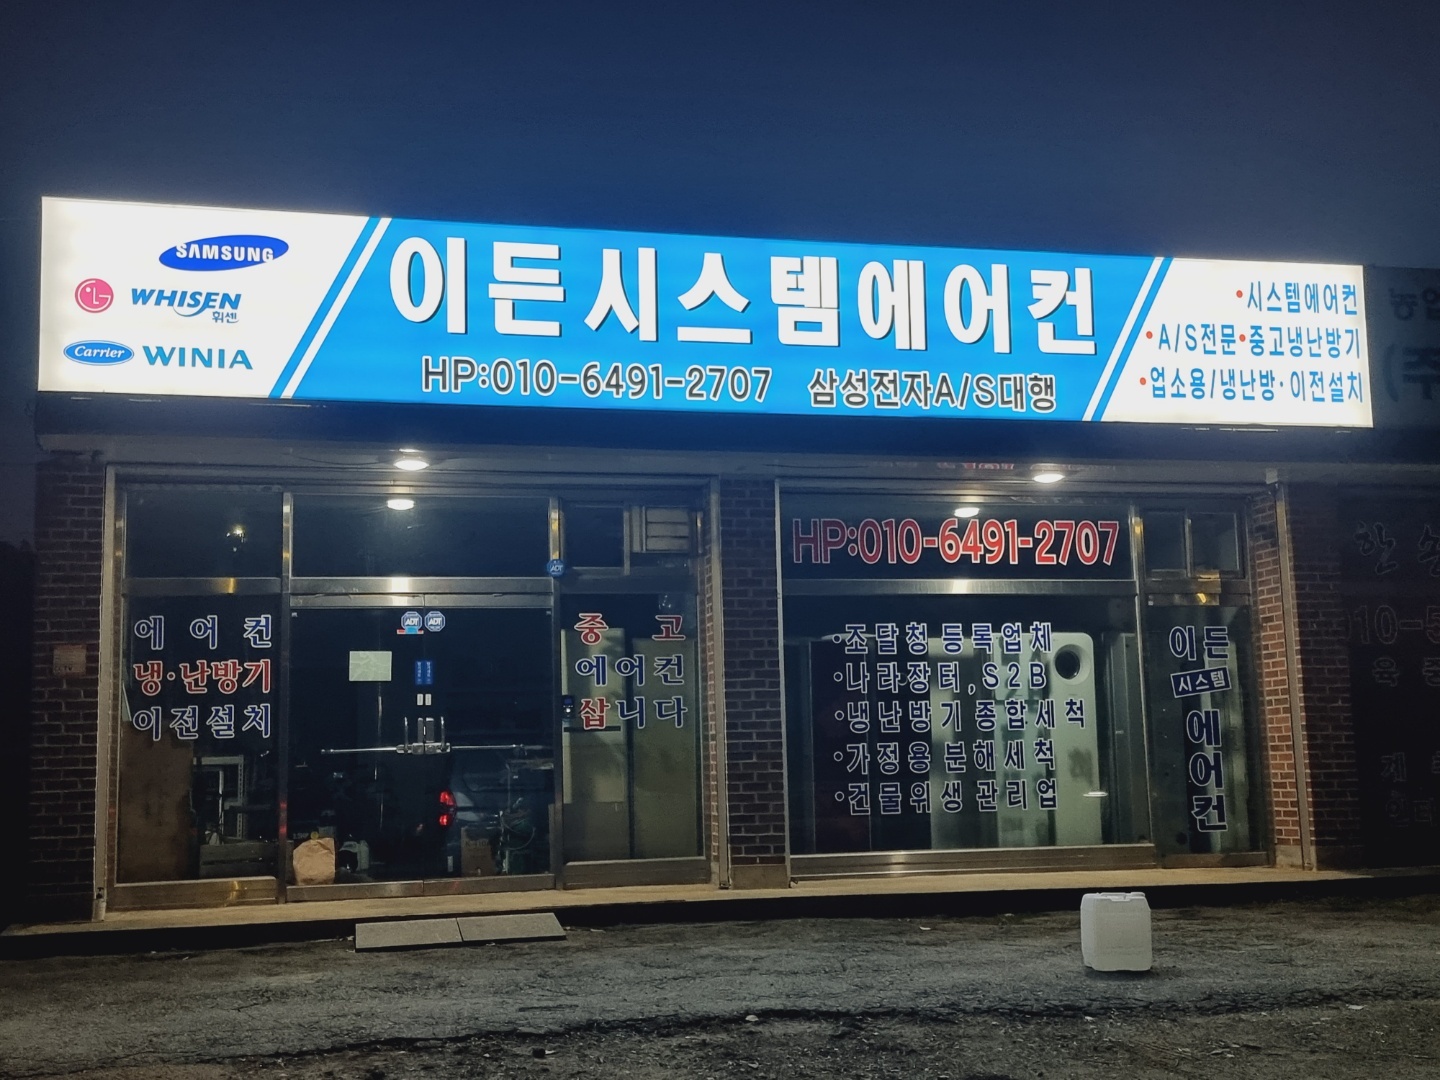 SAMSUNG
LG WHISEN
휘센
Carrier WINIA
이든시스템에어컨
HP:010-6491-2707 삼성전자A/S대행
•시스템에어컨
•A/S전문•중고냉난방기
•업소용/냉난방·이전설치
에어컨
냉·난방기
이전설치
ADT ADT
ADT
중고
에어컨
삽니다
HP:010-6491-2707
·조달청등록업체
·나라장터,S2B
·냉난방기 종합세척
·가정용 분해세척
·건물위생 관리업
이든
시스템
에어컨
CCTV